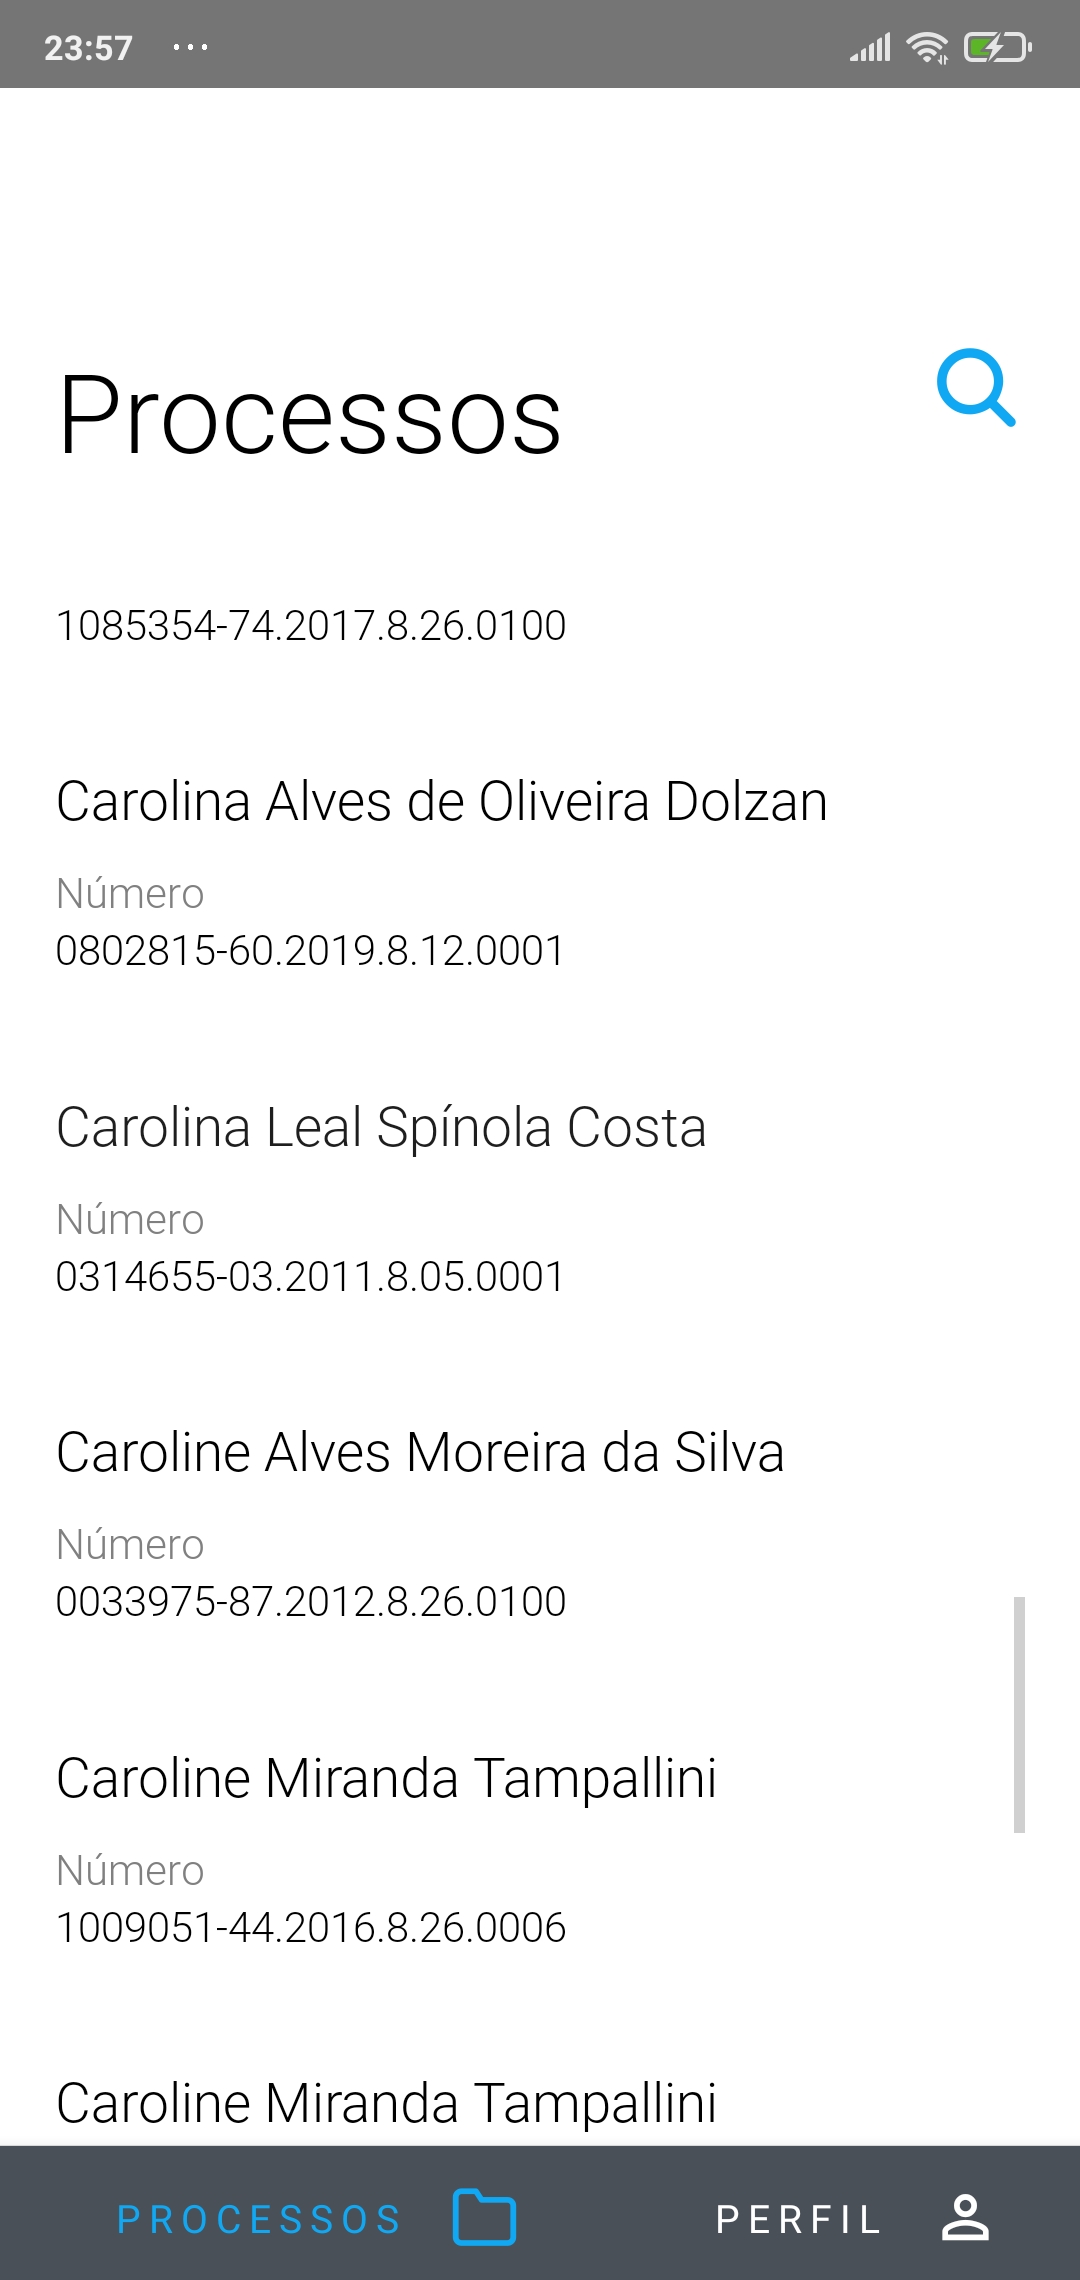 23:57 ...
Processos
1085354-74.2017.8.26.0100
Carolina Alves de Oliveira Dolzan
Número
0802815-60.2019.8.12.0001
Carolina Leal Spínola Costa
Número
0314655-03.2011.8.05.0001
Caroline Alves Moreira da Silva
Número
0033975-87.2012.8.26.0100
Caroline Miranda Tampallini
Número
1009051-44.2016.8.26.0006
Caroline Miranda Tampallini
PROCESSOS PERFIL